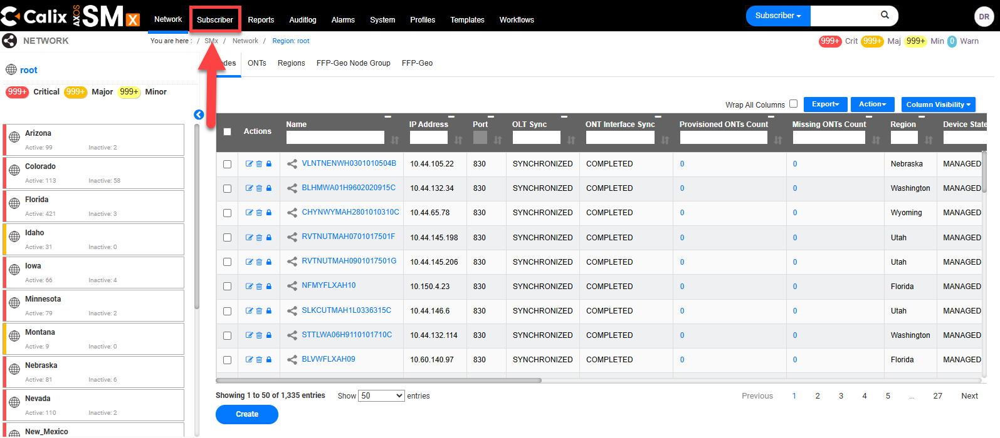 Calix AXOS SMx
Network Subscriber Reports Auditlog Alarms System Profiles Templates Workflows
Subscriber
DR
NETWORK
You are here : / SMx / Network / Region: root
999+ Crit 999+ Maj 999+ Min 0 Warn
root
999+ Critical 999+ Major 999+ Minor
des ONTs Regions FFP-Geo Node Group FFP-Geo
Wrap All Columns Export Action Column Visibility
Arizona
Active: 99 Inactive: 2
Colorado
Active: 113 Inactive: 58
Florida
Active: 421 Inactive: 3
Idaho
Active: 31 Inactive: 0
Iowa
Active: 66 Inactive: 4
Minnesota
Active: 79 Inactive: 2
Montana
Active: 9 Inactive: 0
Nebraska
Active: 81 Inactive: 6
Nevada
Active: 110 Inactive: 2
New_Mexico
Actions Name IP Address Port OLT Sync ONT Interface Sync Provisioned ONTs Count Missing ONTs Count Region Device State
VLNTNENWH0301010504B 10.44.105.22 830 SYNCHRONIZED COMPLETED 0 0 Nebraska MANAGED
BLHMWA01H9602020915C 10.44.132.34 830 SYNCHRONIZED COMPLETED 0 0 Washington MANAGED
CHYNWYMAH2801010310C 10.44.65.78 830 SYNCHRONIZED COMPLETED 0 0 Wyoming MANAGED
RVTNUTMAH0701017501F 10.44.145.198 830 SYNCHRONIZED COMPLETED 0 0 Utah MANAGED
RVTNUTMAH0901017501G 10.44.145.206 830 SYNCHRONIZED COMPLETED 0 0 Utah MANAGED
NFMYFLXAH10 10.150.4.23 830 SYNCHRONIZED COMPLETED 0 0 Florida MANAGED
SLKCUTMAH1L0336315C 10.44.146.6 830 SYNCHRONIZED COMPLETED 0 0 Utah MANAGED
STTLWA06H9110101710C 10.44.132.114 830 SYNCHRONIZED COMPLETED 0 0 Washington MANAGED
BLVWFLXAH09 10.60.140.97 830 SYNCHRONIZED COMPLETED 0 0 Florida MANAGED
Showing 1 to 50 of 1,335 entries Show 50 entries
Previous 1 2 3 4 5 ... 27 Next
Create